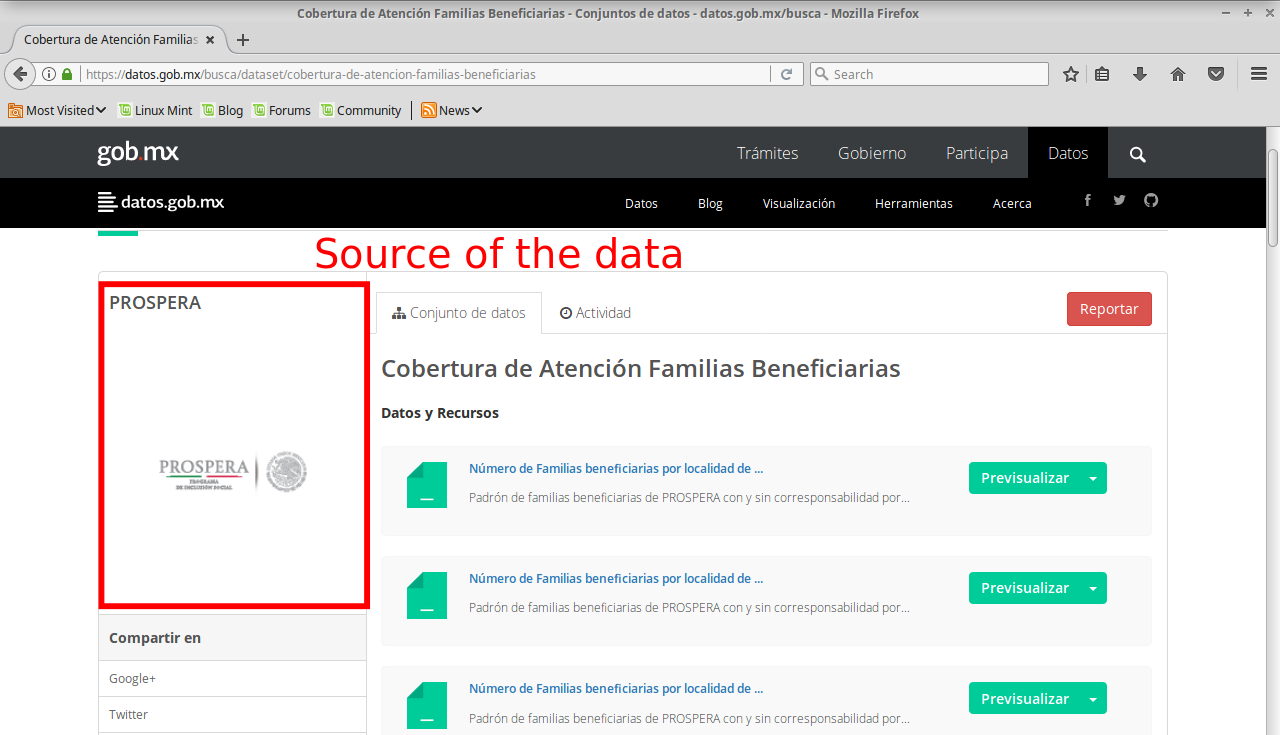 Cobertura de Atención Familias Beneficiarias - Conjuntos de datos - datos.gob.mx/busca - Mozilla Firefox
Cobertura de Atención Familias
https://datos.gob.mx/busca/dataset/cobertura-de-atencion-familias-beneficiarias
Search
Most Visited Linux Mint Blog Forums Community News
gob.mx Trámites Gobierno Participa Datos
datos.gob.mx Datos Blog Visualización Herramientas Acerca
Source of the data
PROSPERA
PROSPERA
PROGRAMA
DE INCLUSIÓN SOCIAL
Compartir en
Google+
Twitter
Conjunto de datos Actividad Reportar
Cobertura de Atención Familias Beneficiarias
Datos y Recursos
Número de Familias beneficiarias por localidad de ...
Padrón de familias beneficiarias de PROSPERA con y sin corresponsabilidad por...
Previsualizar
Número de Familias beneficiarias por localidad de ...
Padrón de familias beneficiarias de PROSPERA con y sin corresponsabilidad por...
Previsualizar
Número de Familias beneficiarias por localidad de ...
Padrón de familias beneficiarias de PROSPERA con y sin corresponsabilidad por...
Previsualizar